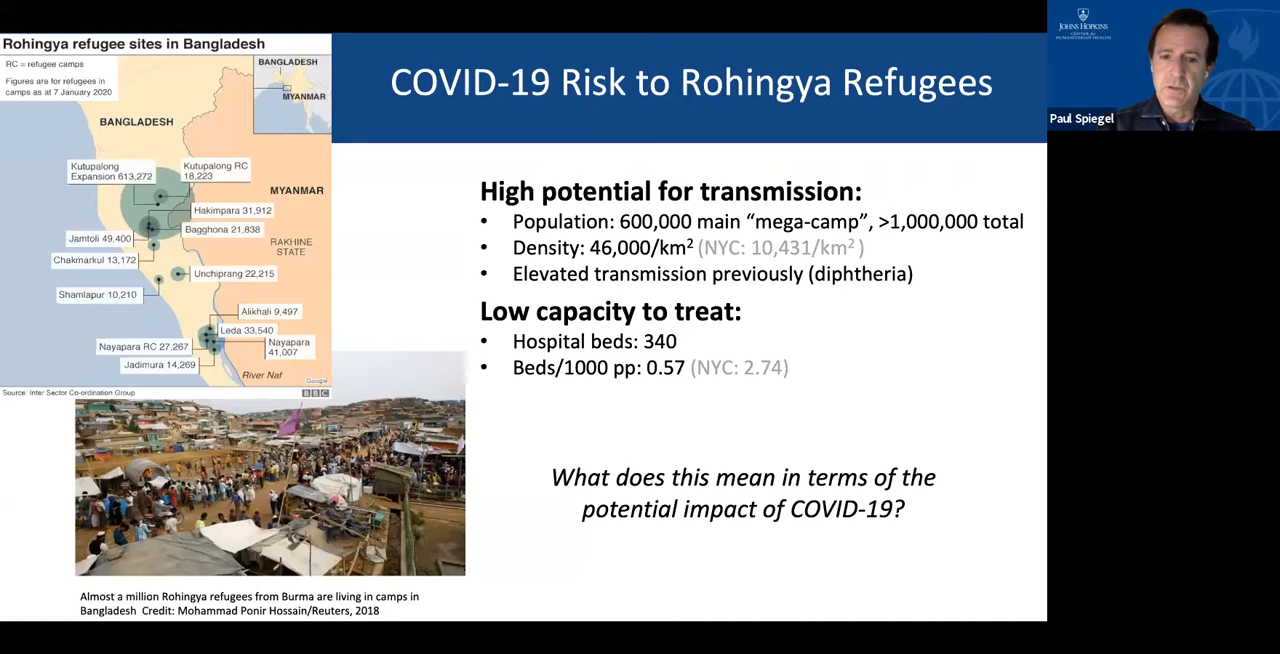 Rohingya refugee sites in Bangladesh
RC = refugee camps
Figures are for refugees in
camps as at 7 January 2020
BANGLADESH
MYANMAR
BANGLADESH
Kutupalong
Expansion 613,272
Kutupalong RC
18,223
MYANMAR
Hakimpara 31,912
Bagghona 21,838
Jamtoli 49,400
RAKHINE
STATE
Chakmarkul 13,172
Unchiprang 22,215
Shamlapur 10,210
Alikhali 9,497
Leda 33,540
Nayapara RC 27,267
Nayapara
41,007
Jadimura 14,269
River Naf
Google
Source: Inter Sector Co-ordination Group
BBC
COVID-19 Risk to Rohingya Refugees
High potential for transmission:
• Population: 600,000 main “mega-camp”, >1,000,000 total
• Density: 46,000/km² (NYC: 10,431/km²)
• Elevated transmission previously (diphtheria)
Low capacity to treat:
• Hospital beds: 340
• Beds/1000 pp: 0.57 (NYC: 2.74)
What does this mean in terms of the
potential impact of COVID-19?
Almost a million Rohingya refugees from Burma are living in camps in
Bangladesh Credit: Mohammad Ponir Hossain/Reuters, 2018
JOHNS HOPKINS
CENTER for
HUMANITARIAN HEALTH
Paul Spiegel